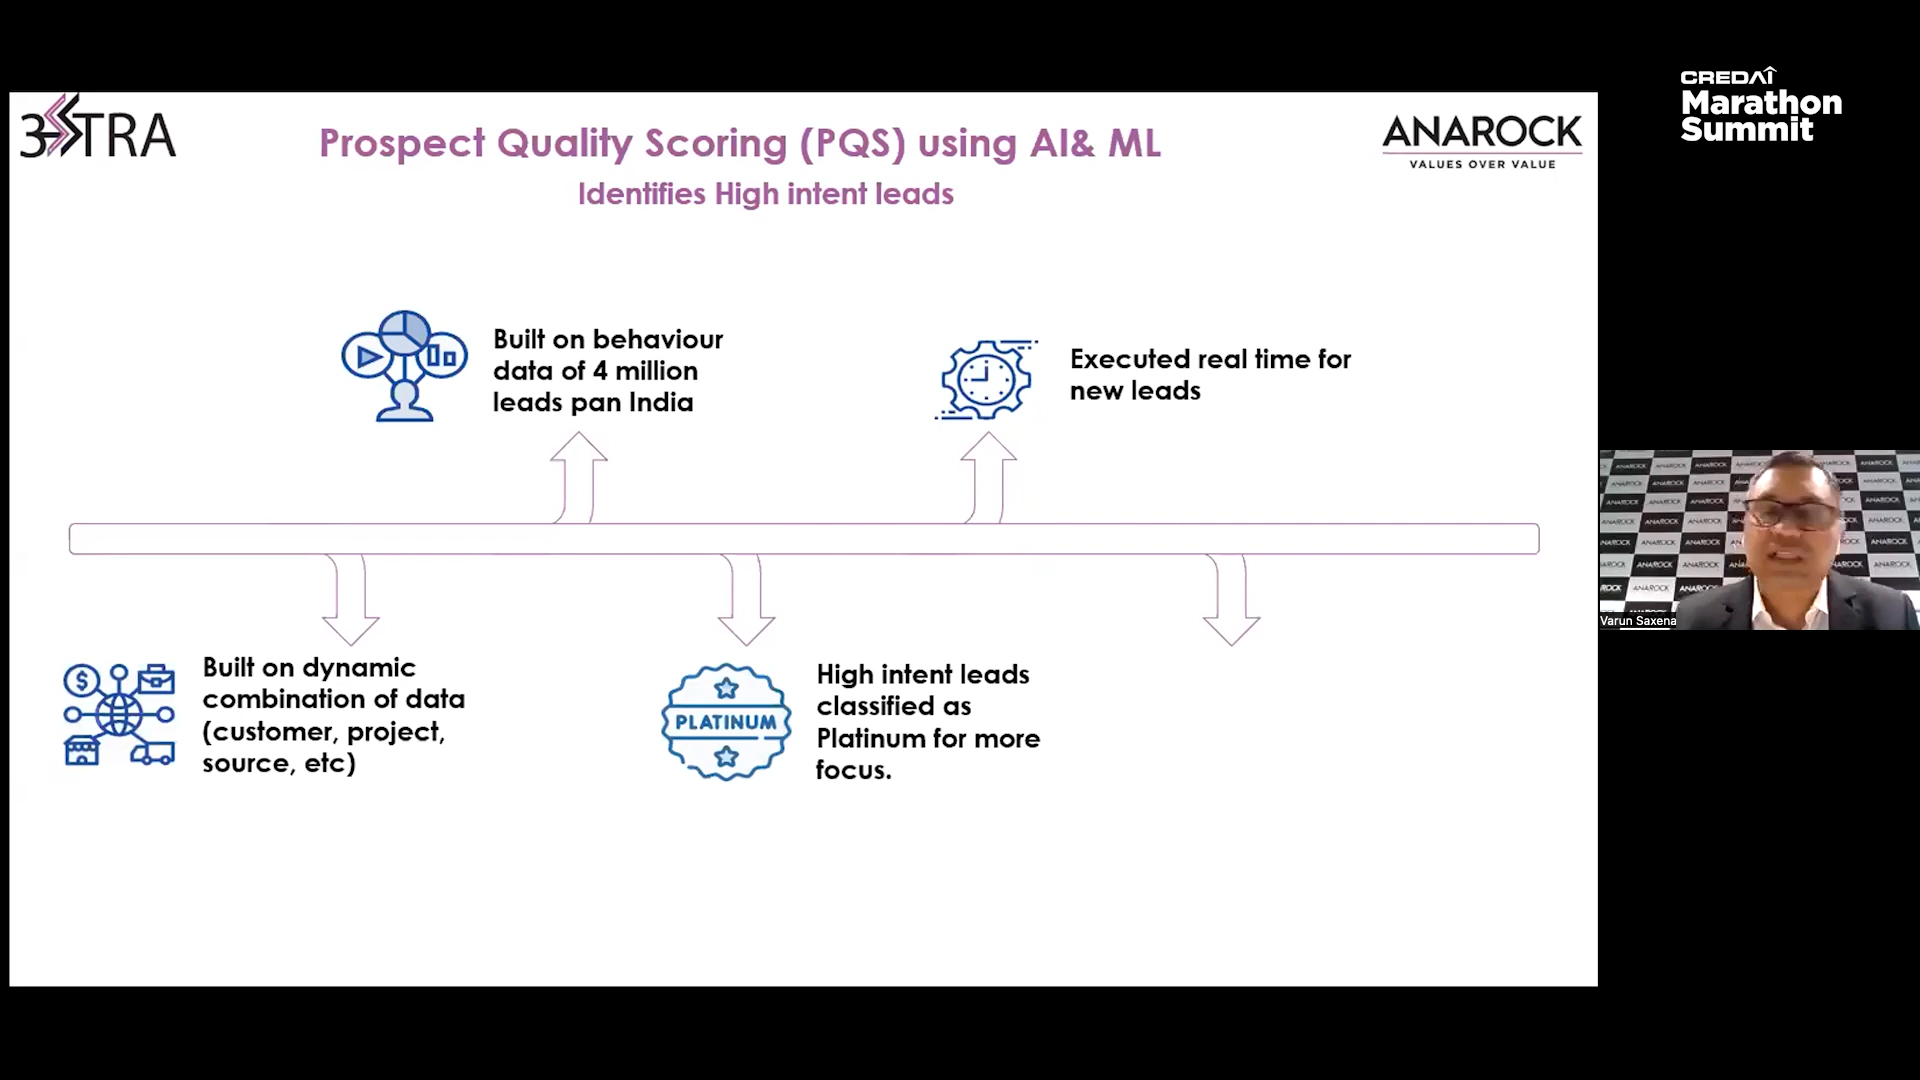 3STRA
Prospect Quality Scoring (PQS) using AI& ML
Identifies High intent leads
ANAROCK
VALUES OVER VALUE
CREDAI
Marathon
Summit
Built on behaviour
data of 4 million
leads pan India
Executed real time for
new leads
Built on dynamic
combination of data
(customer, project,
source, etc)
$
PLATINUM
High intent leads
classified as
Platinum for more
focus.
ANAROCK
Varun Saxena